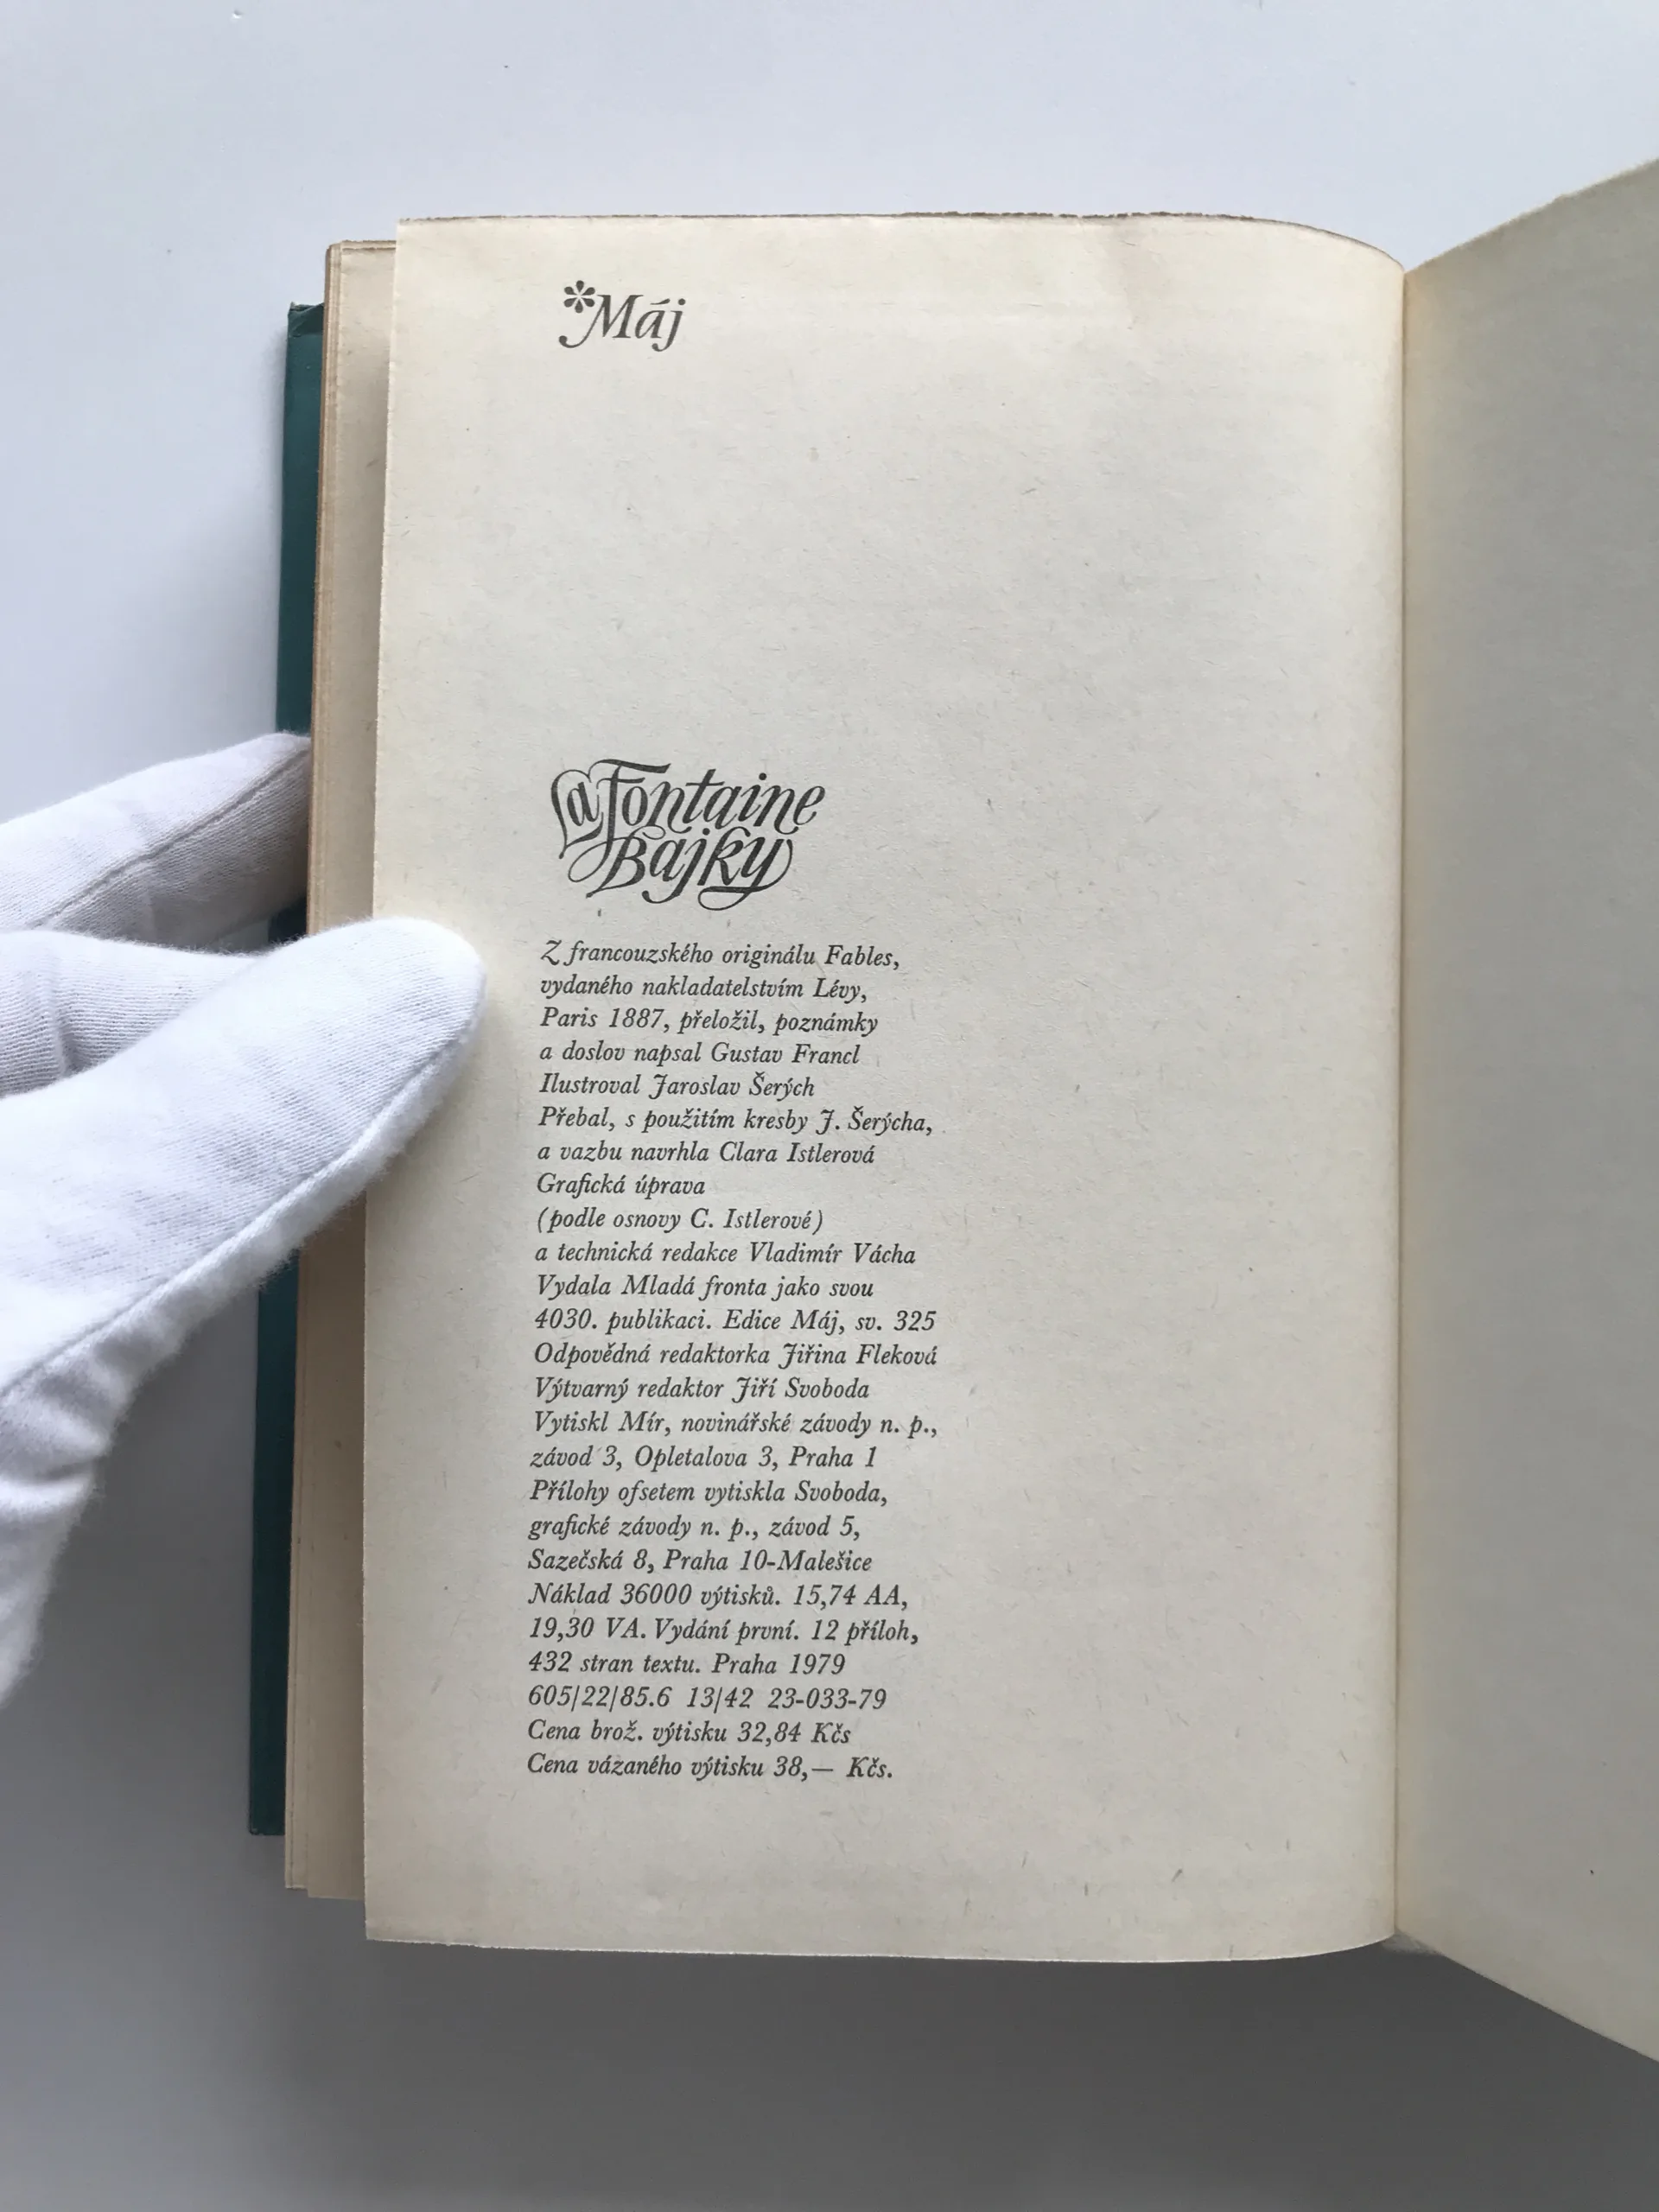 *Máj
La Fontaine
Bajky
Z francouzského originálu Fables,
vydaného nakladatelstvím Lévy,
Paris 1887, přeložil, poznámky
a doslov napsal Gustav Francl
Ilustroval Jaroslav Šerých
Přebal, s použitím kresby J. Šerýcha,
a vazbu navrhla Clara Istlerová
Grafická úprava
(podle osnovy C. Istlerové)
a technická redakce Vladimír Vácha
Vydala Mladá fronta jako svou
4030. publikaci. Edice Máj, sv. 325
Odpovědná redaktorka Jiřina Fleková
Výtvarný redaktor Jiří Svoboda
Vytiskl Mír, novinářské závody n. p.,
závod 3, Opletalova 3, Praha 1
Přílohy ofsetem vytiskla Svoboda,
grafické závody n. p., závod 5,
Sazečská 8, Praha 10-Malešice
Náklad 36000 výtisků. 15,74 AA,
19,30 VA. Vydání první. 12 příloh,
432 stran textu. Praha 1979
605/22/85.6 13/42 23-033-79
Cena brož. výtisku 32,84 Kčs
Cena vázaného výtisku 38,— Kčs.